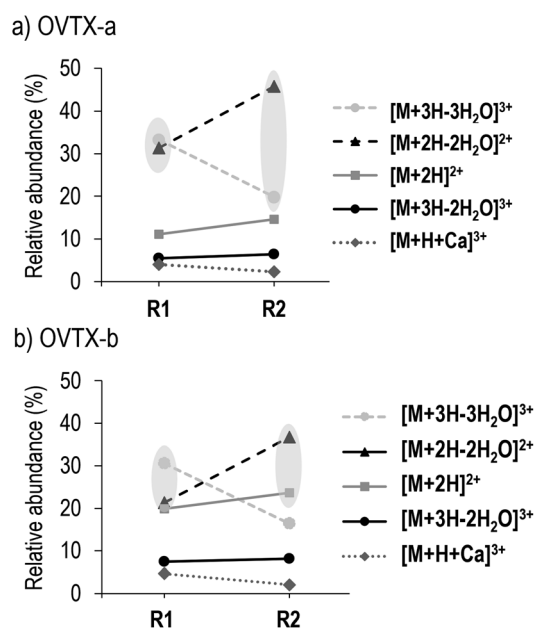 a) OVTX-a
Relative abundance (%)
50
40
30
20
10
0
R1 R2
[M+3H-3H₂O]³⁺
[M+2H-2H₂O]²⁺
[M+2H]²⁺
[M+3H-2H₂O]³⁺
[M+H+Ca]³⁺
b) OVTX-b
Relative abundance (%)
50
40
30
20
10
0
R1 R2
[M+3H-3H₂O]³⁺
[M+2H-2H₂O]²⁺
[M+2H]²⁺
[M+3H-2H₂O]³⁺
[M+H+Ca]³⁺